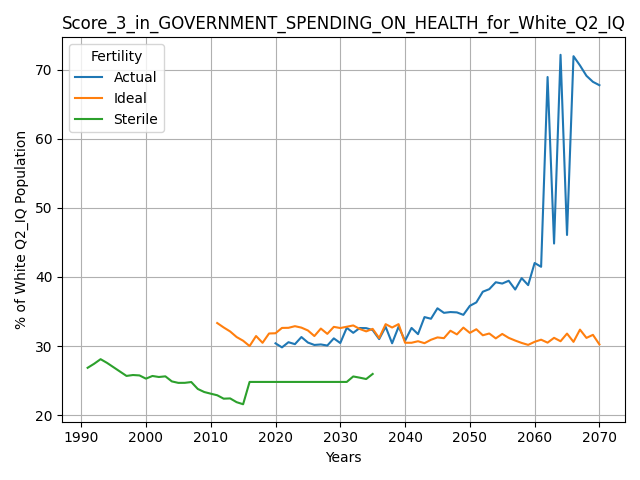 Score_3_in_GOVERNMENT_SPENDING_ON_HEALTH_for_White_Q2_IQ
Fertility
Actual
Ideal
Sterile
% of White Q2_IQ Population
70
60
50
40
30
20
1990 2000 2010 2020 2030 2040 2050 2060 2070
Years